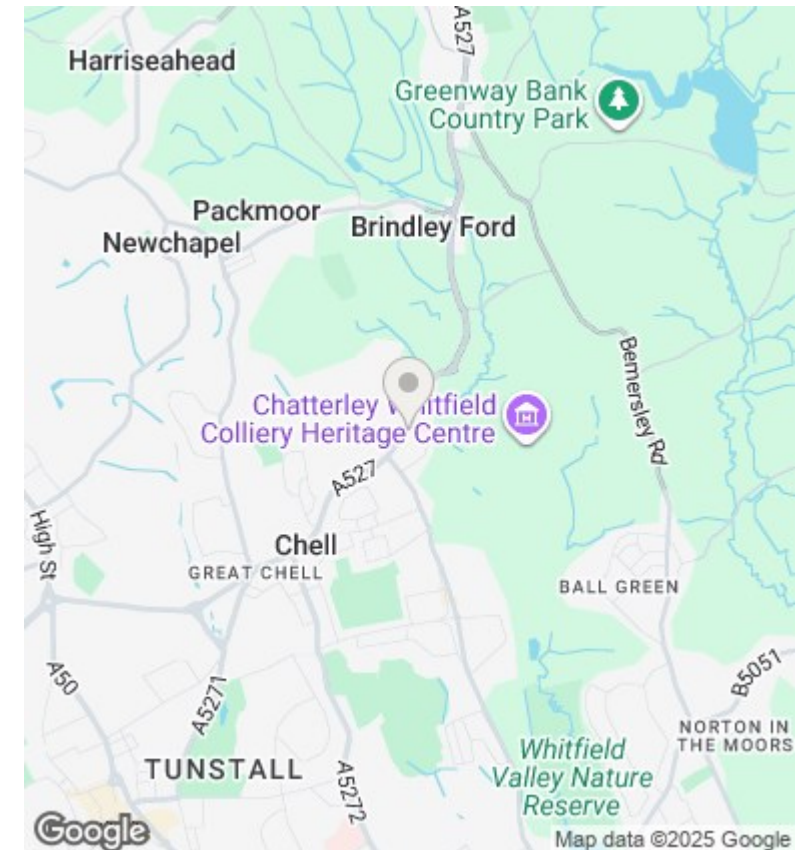 A527
Harriseahead
Greenway Bank
Country Park
Packmoor
Brindley Ford
Newchapel
Bemersley Rd
Chatterley Whitfield
Colliery Heritage Centre
A527
High St
Chell
GREAT CHELL
BALL GREEN
A50
A5271
B5051
NORTON IN
THE MOORS
Whitfield
Valley Nature
Reserve
TUNSTALL
A5272
Google
Map data ©2025 Google